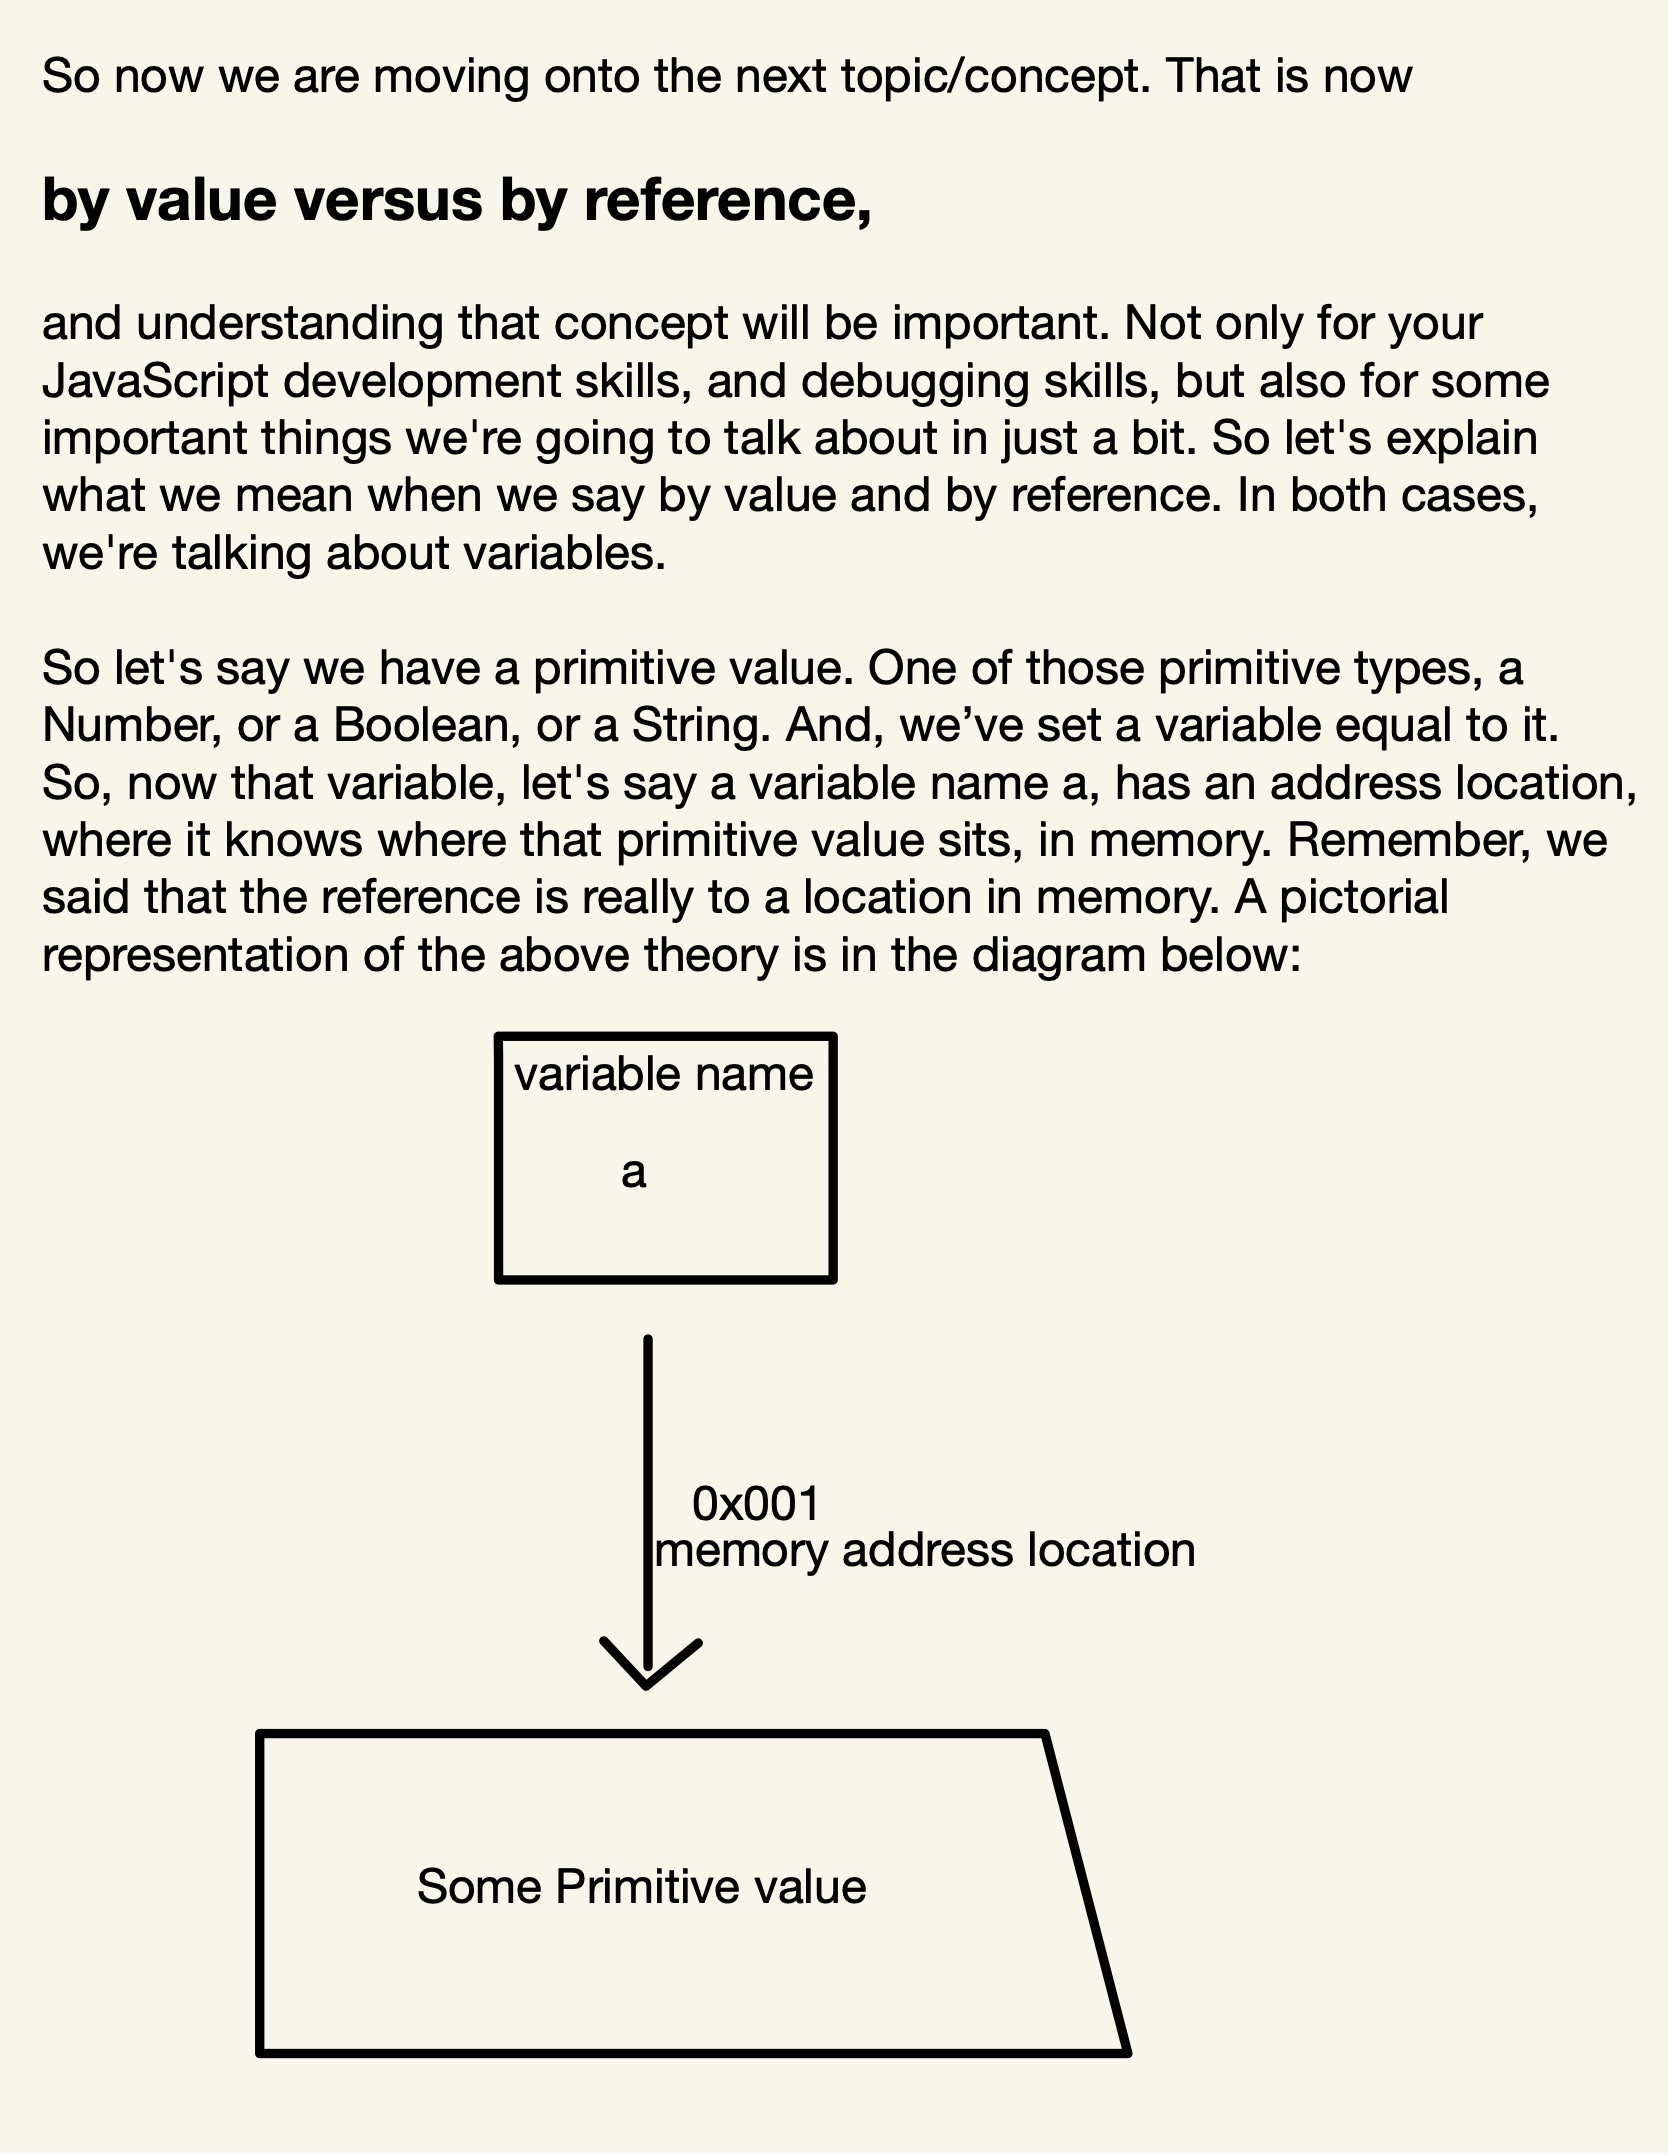 So now we are moving onto the next topic/concept. That is now
by value versus by reference,
and understanding that concept will be important. Not only for your
JavaScript development skills, and debugging skills, but also for some
important things we're going to talk about in just a bit. So let's explain
what we mean when we say by value and by reference. In both cases,
we're talking about variables.
So let's say we have a primitive value. One of those primitive types, a
Number, or a Boolean, or a String. And, we’ve set a variable equal to it.
So, now that variable, let's say a variable name a, has an address location,
where it knows where that primitive value sits, in memory. Remember, we
said that the reference is really to a location in memory. A pictorial
representation of the above theory is in the diagram below:
variable name
a
0x001
memory address location
Some Primitive value